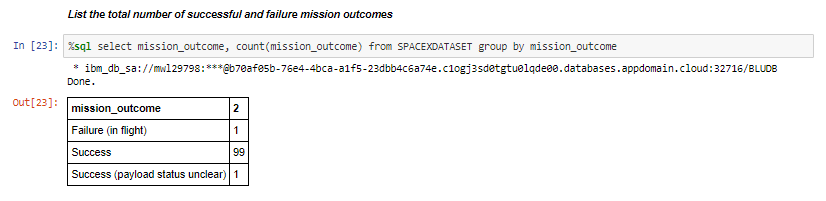 List the total number of successful and failure mission outcomes
In [23]: %sql select mission_outcome, count(mission_outcome) from SPACEXDATASET group by mission_outcome
* ibm_db_sa://mwl29798:***@b70af05b-76e4-4bca-a1f5-23dbb4c6a74e.c1ogj3sd0tgtu0lqde00.databases.appdomain.cloud:32716/BLUDB
Done.
Out[23]:
mission_outcome 2
Failure (in flight) 1
Success 99
Success (payload status unclear) 1